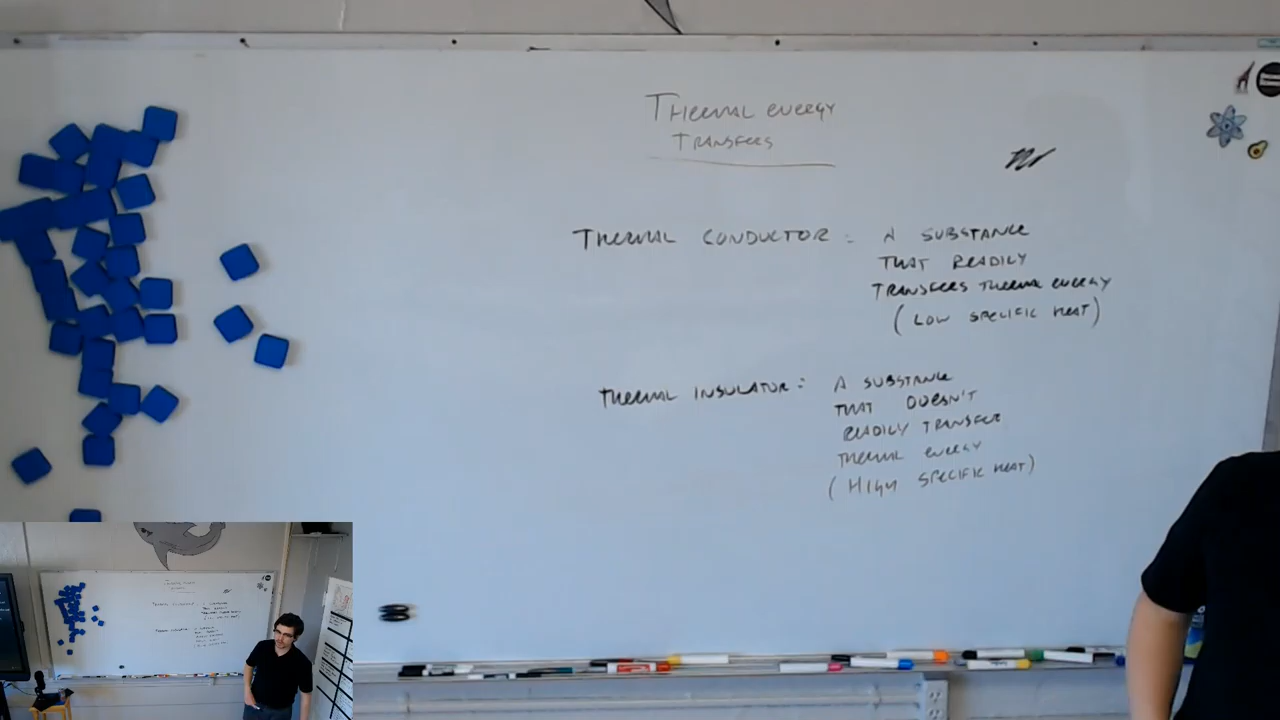 THERMAL ENERGY
TRANSFERS
THERMAL CONDUCTOR: A SUBSTANCE
THAT READILY
TRANSFERS THERMAL ENERGY
(LOW SPECIFIC HEAT)
THERMAL INSULATOR: A SUBSTANCE
THAT DOESN'T
READILY TRANSFER
THERMAL ENERGY
(HIGH SPECIFIC HEAT)